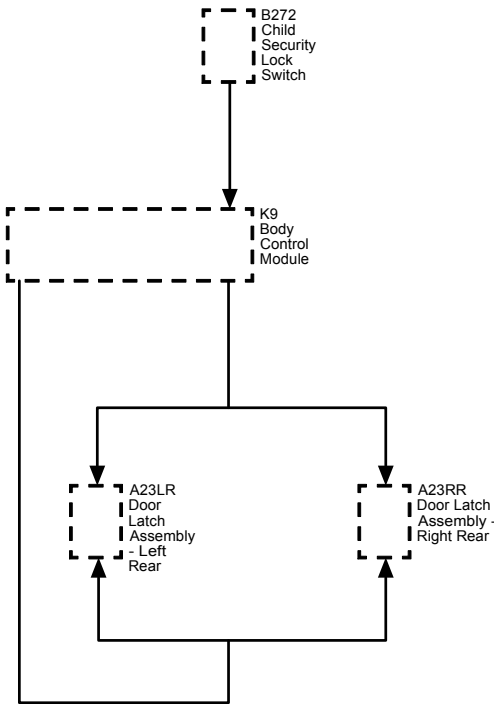 B272
Child
Security
Lock
Switch
K9
Body
Control
Module
A23LR
Door
Latch
Assembly
- Left
Rear
A23RR
Door Latch
Assembly -
Right Rear